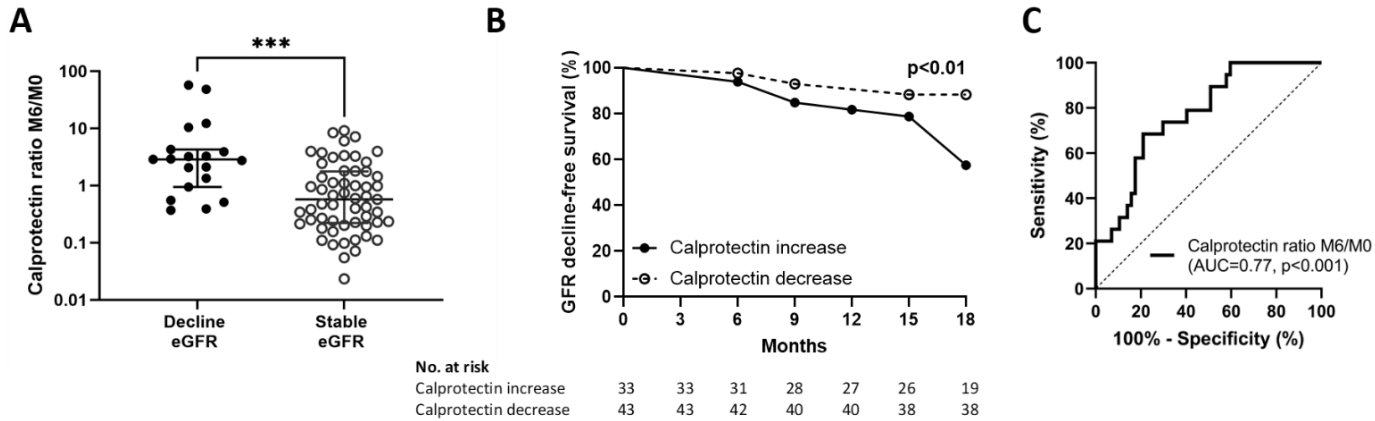 A
Calprotectin ratio M6/M0
100
10
1
0.1
0.01
***
Decline
eGFR
Stable
eGFR
B
GFR decline-free survival (%)
100
80
60
40
20
0
p<0.01
Calprotectin increase
Calprotectin decrease
0 3 6 9 12 15 18
Months
No. at risk
Calprotectin increase 33 33 31 28 27 26 19
Calprotectin decrease 43 43 42 40 40 38 38
C
Sensitivity (%)
100
80
60
40
20
0
Calprotectin ratio M6/M0
(AUC=0.77, p<0.001)
0 20 40 60 80 100
100% - Specificity (%)